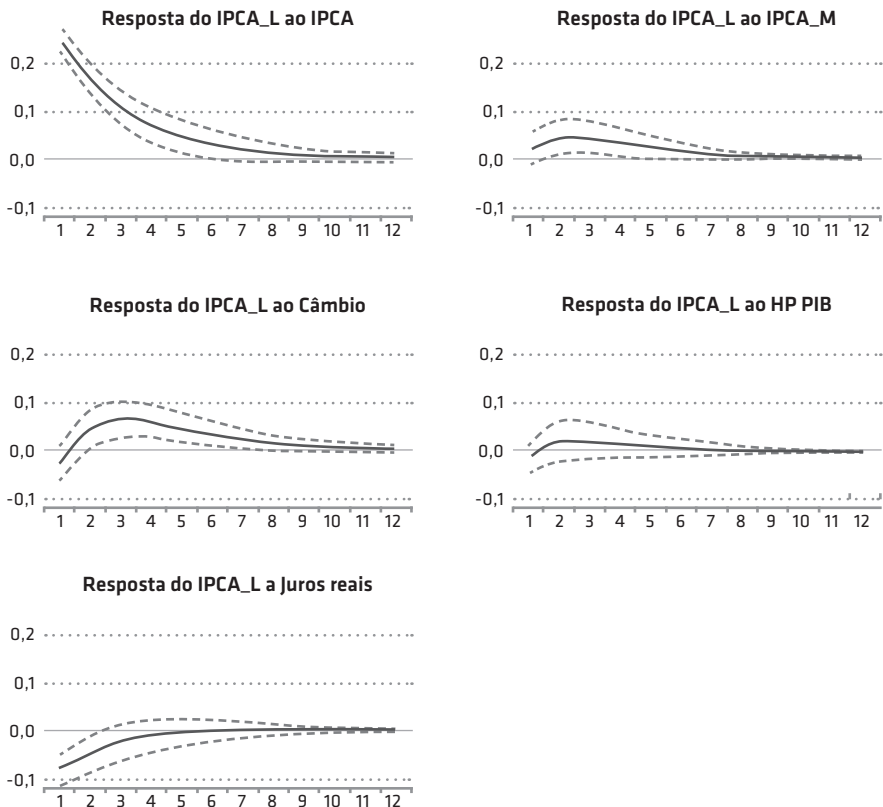 Resposta do IPCA_L ao IPCA
0,2
0,1
0,0
-0,1
1 2 3 4 5 6 7 8 9 10 11 12
Resposta do IPCA_L ao IPCA_M
0,2
0,1
0,0
-0,1
1 2 3 4 5 6 7 8 9 10 11 12
Resposta do IPCA_L ao Câmbio
0,2
0,1
0,0
-0,1
1 2 3 4 5 6 7 8 9 10 11 12
Resposta do IPCA_L ao HP PIB
0,2
0,1
0,0
-0,1
1 2 3 4 5 6 7 8 9 10 11 12
Resposta do IPCA_L a Juros reais
0,2
0,1
0,0
-0,1
1 2 3 4 5 6 7 8 9 10 11 12